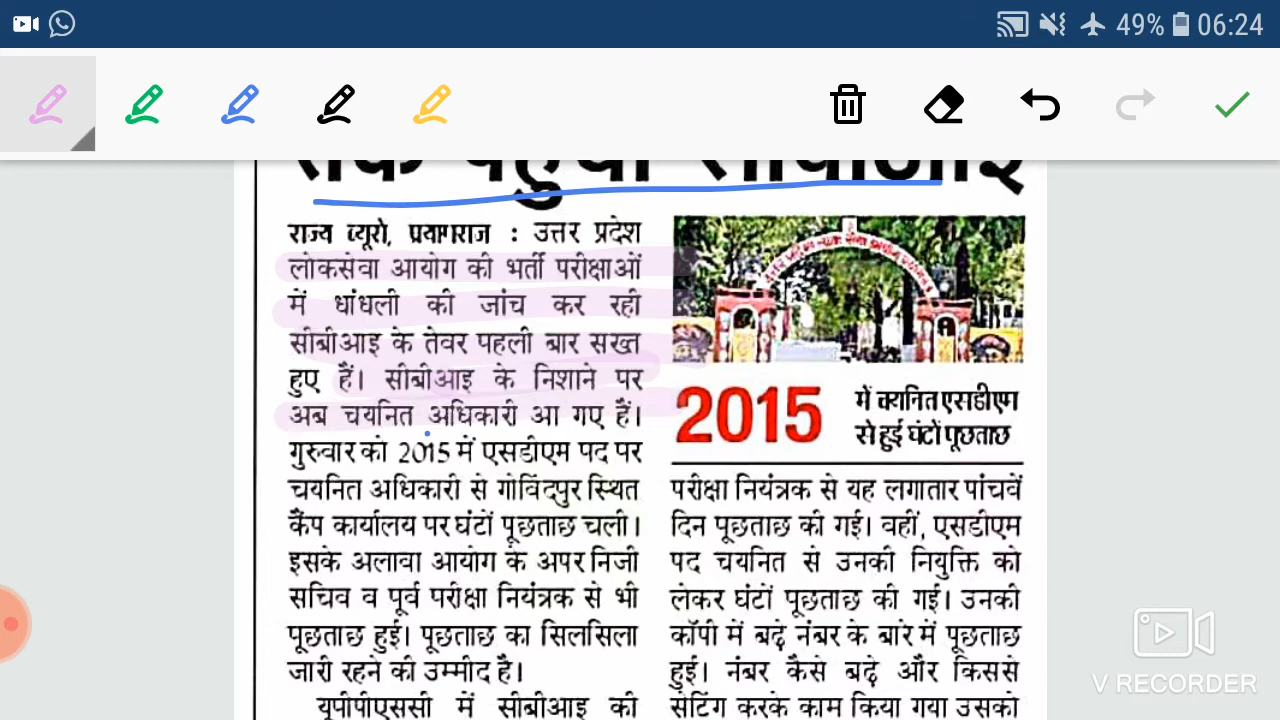 49% 06:24
तक पहुंची सीबीआइ
राज्य ब्यूरो, प्रयागराज : उत्तर प्रदेश
लोकसेवा आयोग की भर्ती परीक्षाओं
में धांधली की जांच कर रही
सीबीआइ के तेवर पहली बार सख्त
हुए हैं। सीबीआइ के निशाने पर
अब चयनित अधिकारी आ गए हैं।
गुरुवार को 2015 में एसडीएम पद पर
चयनित अधिकारी से गोविंदपुर स्थित
कैंप कार्यालय पर घंटों पूछताछ चली।
इसके अलावा आयोग के अपर निजी
सचिव व पूर्व परीक्षा नियंत्रक से भी
पूछताछ हुई। पूछताछ का सिलसिला
जारी रहने की उम्मीद है।
यूपीपीएससी में सीबीआइ की
2015 में चयनित एसडीएम
से हुई घंटों पूछताछ
परीक्षा नियंत्रक से यह लगातार पांचवें
दिन पूछताछ की गई। वहीं, एसडीएम
पद चयनित से उनकी नियुक्ति को
लेकर घंटों पूछताछ की गई। उनकी
कॉपी में बढ़े नंबर के बारे में पूछताछ
हुई। नंबर कैसे बढ़े और किससे
सेटिंग करके काम किया गया उसको
V RECORDER